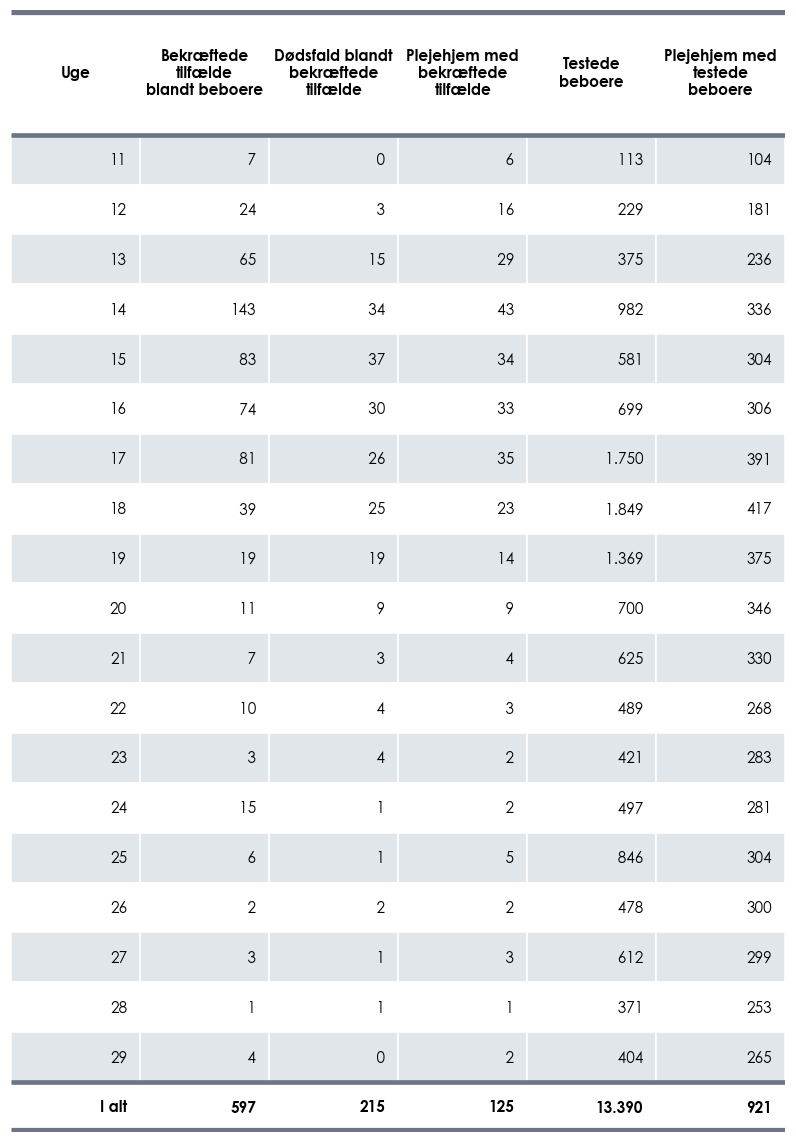 Uge Bekræftede tilfælde blandt beboere Dødsfald blandt bekræftede tilfælde Plejehjem med bekræftede tilfælde Testede beboere Plejehjem med testede beboere
11 7 0 6 113 104
12 24 3 16 229 181
13 65 15 29 375 236
14 143 34 43 982 336
15 83 37 34 581 304
16 74 30 33 699 306
17 81 26 35 1.750 391
18 39 25 23 1.849 417
19 19 19 14 1.369 375
20 11 9 9 700 346
21 7 3 4 625 330
22 10 4 3 489 268
23 3 4 2 421 283
24 15 1 2 497 281
25 6 1 5 846 304
26 2 2 2 478 300
27 3 1 3 612 299
28 1 1 1 371 253
29 4 0 2 404 265
I alt 597 215 125 13.390 921